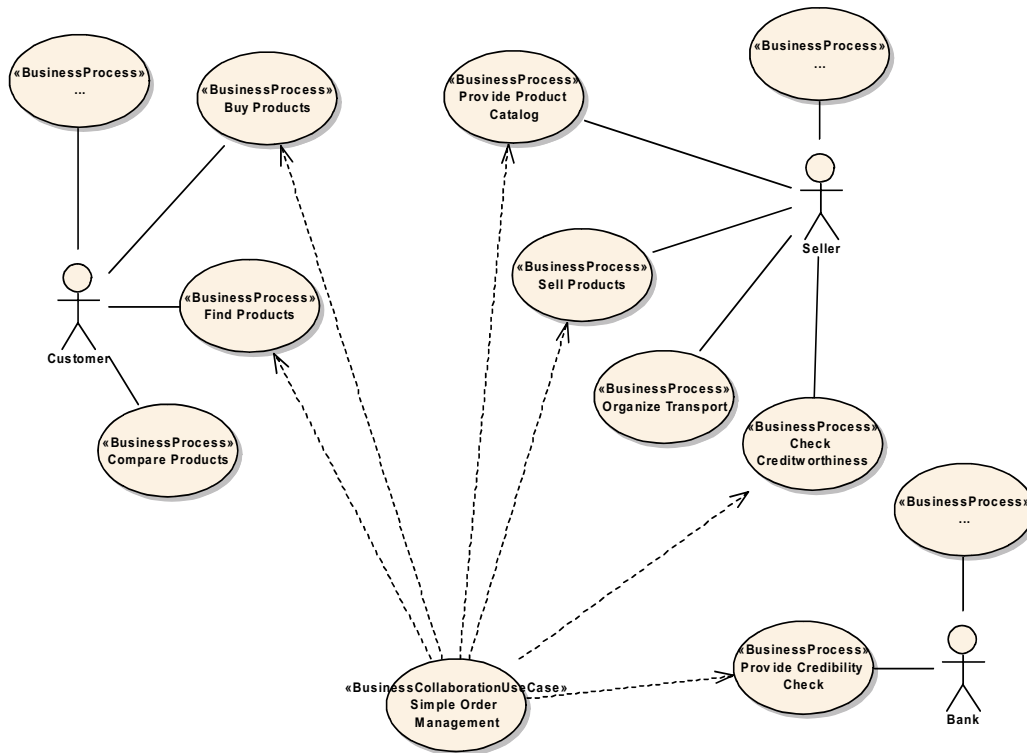 «BusinessProcess»
...
«BusinessProcess»
Buy Products
«BusinessProcess»
Provide Product
Catalog
«BusinessProcess»
...
Seller
«BusinessProcess»
Sell Products
«BusinessProcess»
Find Products
Customer
«BusinessProcess»
Organize Transport
«BusinessProcess»
Compare Products
«BusinessProcess»
Check
Creditworthiness
«BusinessProcess»
...
«BusinessProcess»
Provide Credibility
Check
«BusinessCollaborationUseCase»
Simple Order
Management
Bank